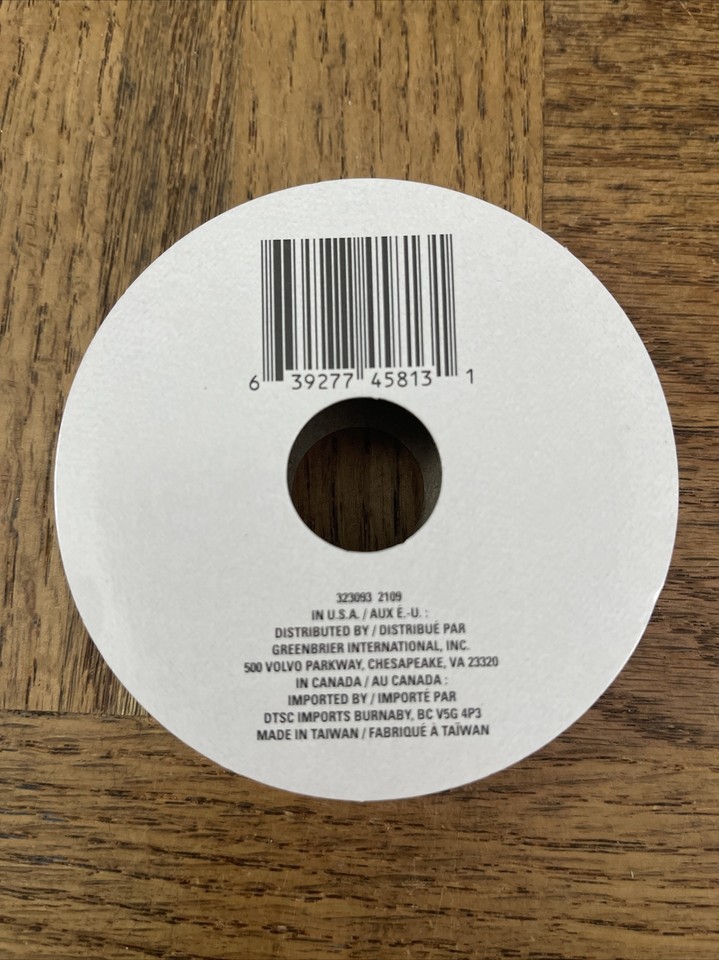 6 39277 45813 1
323093 2109
IN U.S.A. / AUX É.-U. :
DISTRIBUTED BY / DISTRIBUÉ PAR
GREENBRIER INTERNATIONAL, INC.
500 VOLVO PARKWAY, CHESAPEAKE, VA 23320
IN CANADA / AU CANADA :
IMPORTED BY / IMPORTÉ PAR
DTSC IMPORTS BURNABY, BC V5G 4P3
MADE IN TAIWAN / FABRIQUÉ À TAÏWAN